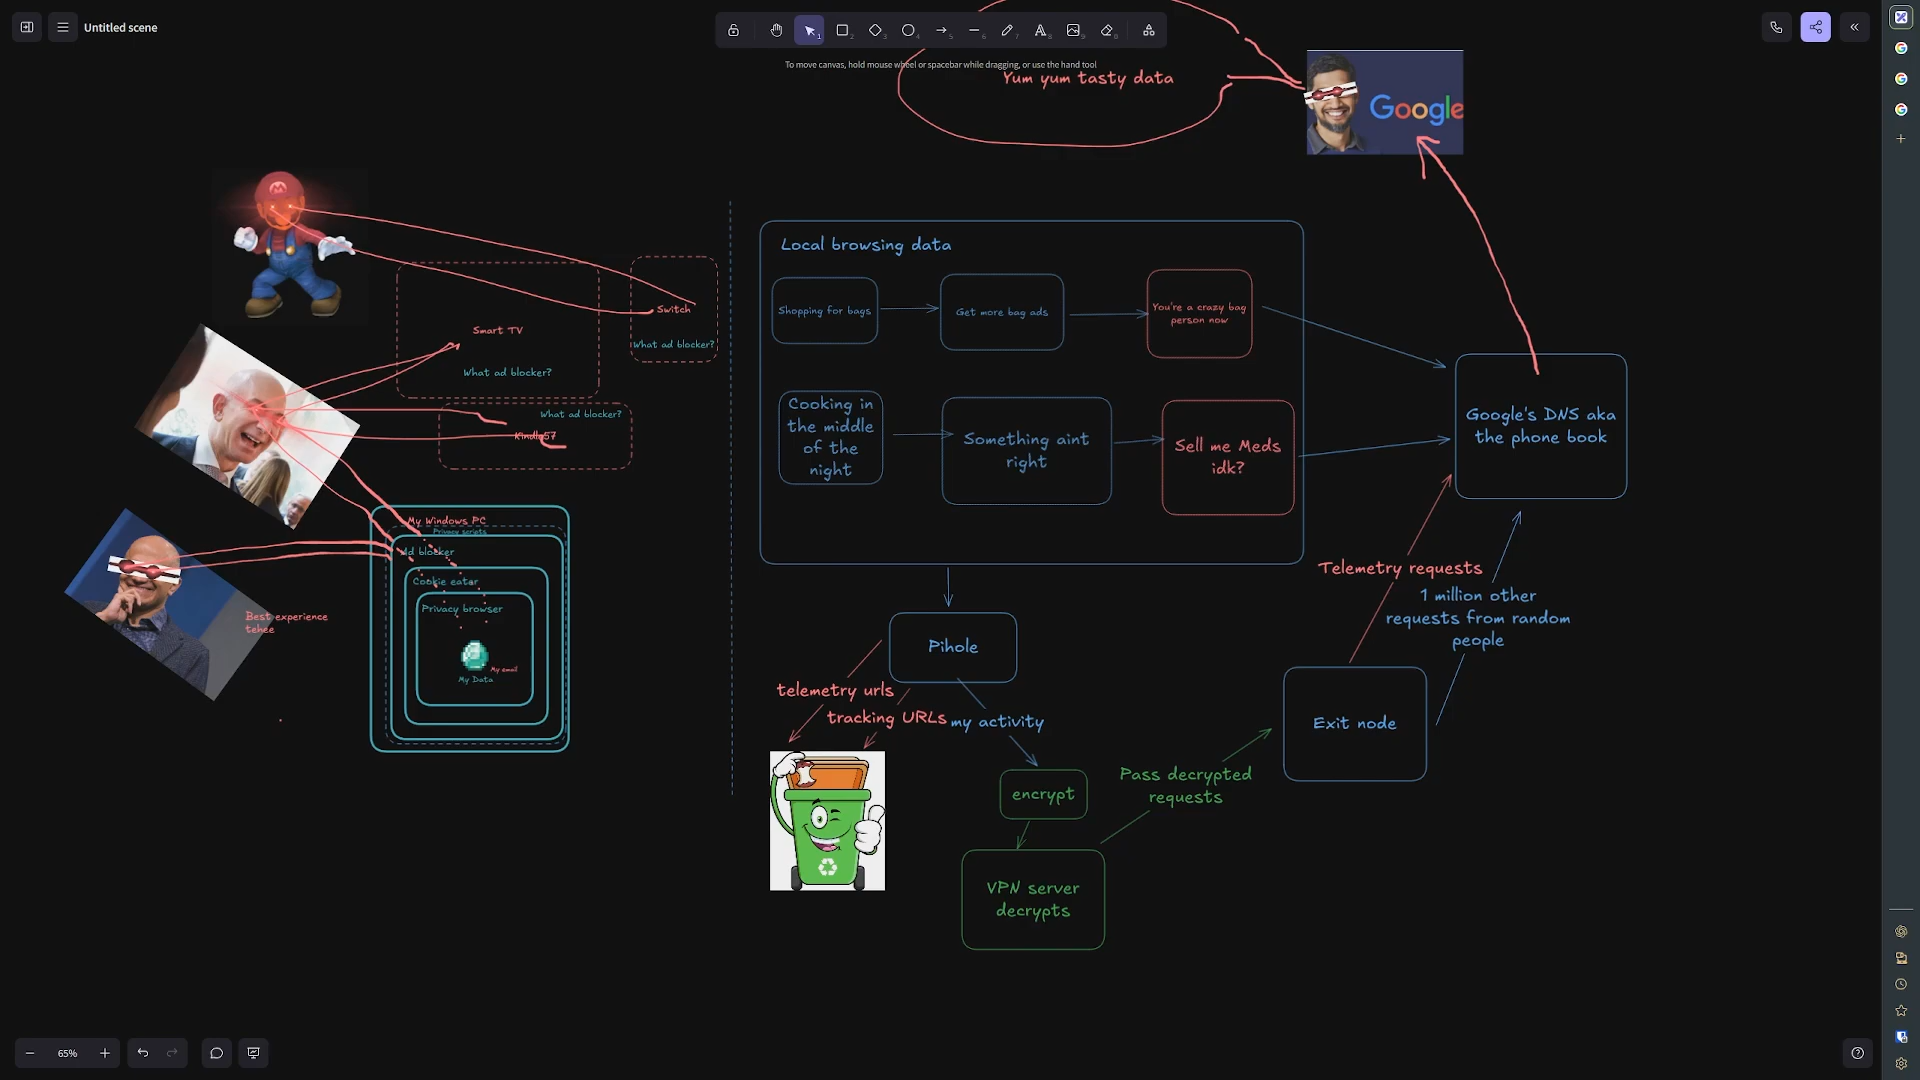 Untitled scene
To move canvas, hold mouse wheel or spacebar while dragging, or use the hand tool
Yum yum tasty data
Google
Switch
What ad blocker?
Smart TV
What ad blocker?
What ad blocker?
My Windows PC
Privacy scripts
Ad blocker
Cookie eater
Privacy browser
My email
My Data
Best experience
tehee
Local browsing data
Shopping for bags
Get more bag ads
You're a crazy bag
person now
Cooking in
the middle
of the
night
Something aint
right
Sell me Meds
idk?
Google's DNS aka
the phone book
Telemetry requests
1 million other
requests from random
people
Pihole
telemetry urls
tracking URLs
my activity
encrypt
VPN server
decrypts
Pass decrypted
requests
Exit node
65%